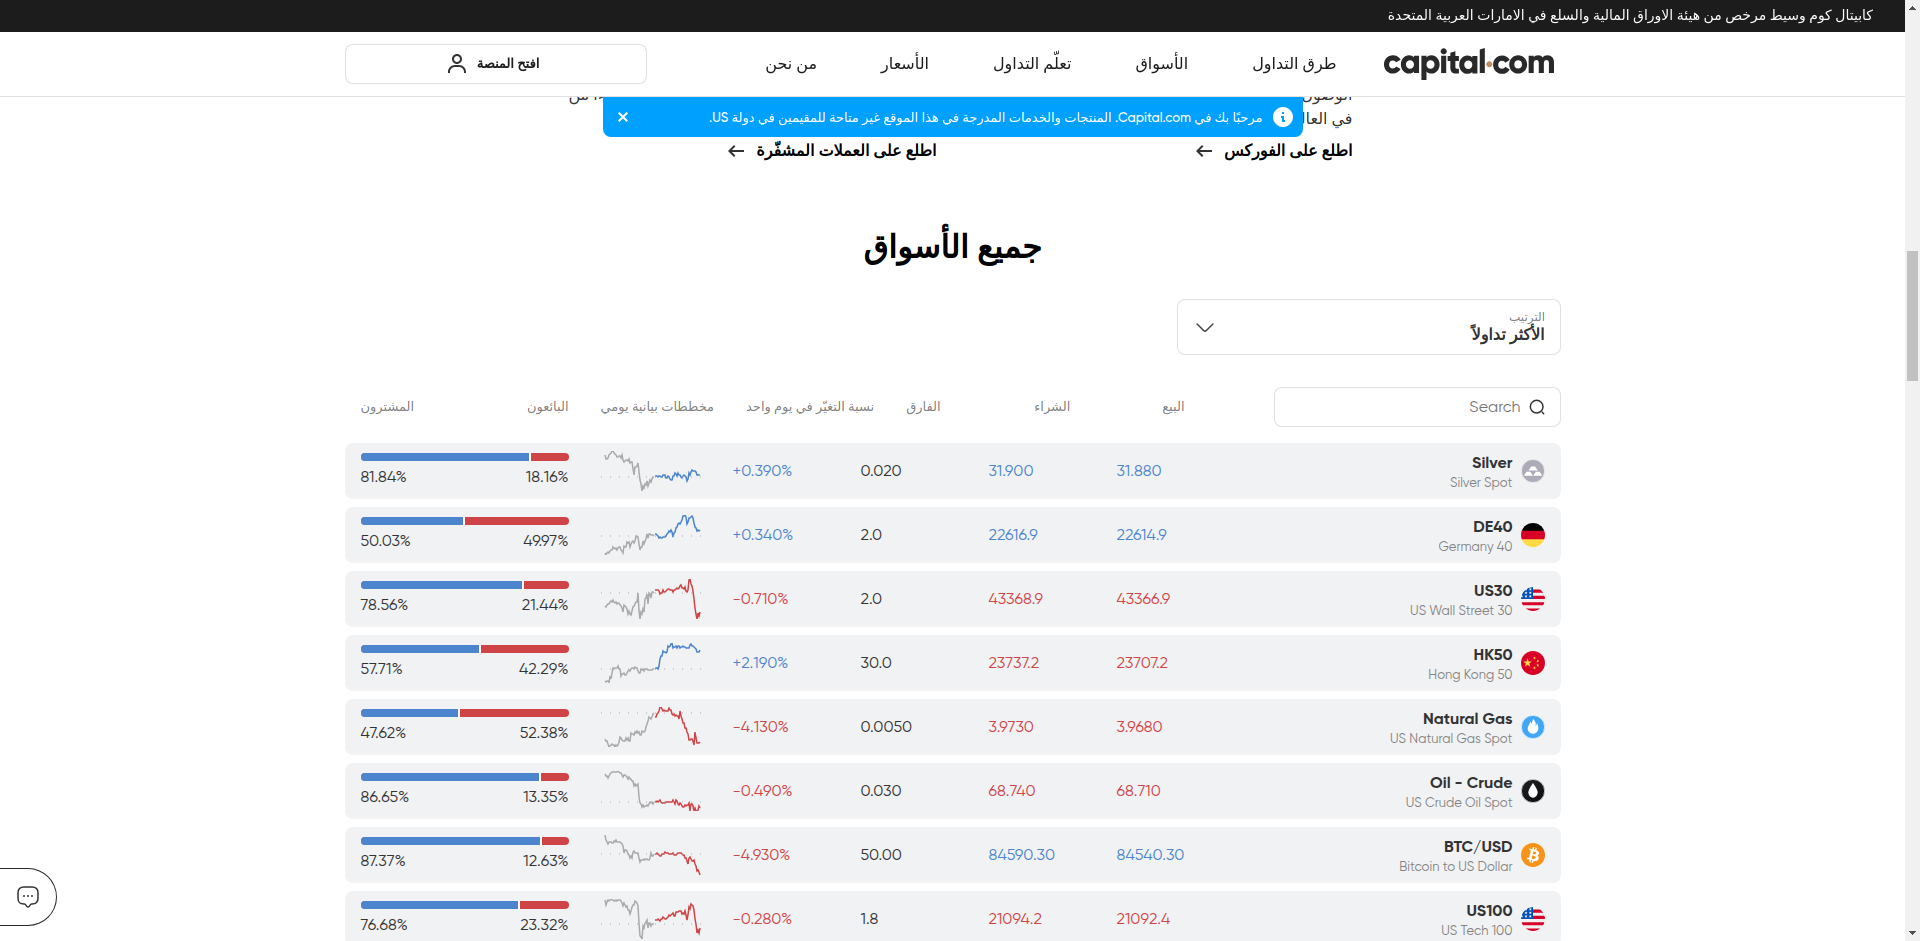 كابيتال كوم وسيط مرخص من هيئة الاوراق المالية والسلع في الامارات العربية المتحدة
capital.com
طرق التداول
الأسواق
تعلّم التداول
الأسعار
من نحن
افتح المنصة
مرحبًا بك في Capital.com. المنتجات والخدمات المدرجة في هذا الموقع غير متاحة للمقيمين في دولة US.
اطلع على الفوركس
اطلع على العملات المشفّرة
جميع الأسواق
الترتيب
الأكثر تداولاً
Search
البيع
الشراء
الفارق
نسبة التغيّر في يوم واحد
مخططات بيانية يومي
البائعون
المشترون
Silver
Silver Spot
31.880
31.900
0.020
+0.390%
18.16%
81.84%
DE40
Germany 40
22614.9
22616.9
2.0
+0.340%
49.97%
50.03%
US30
US Wall Street 30
43366.9
43368.9
2.0
-0.710%
21.44%
78.56%
HK50
Hong Kong 50
23707.2
23737.2
30.0
+2.190%
42.29%
57.71%
Natural Gas
US Natural Gas Spot
3.9680
3.9730
0.0050
-4.130%
52.38%
47.62%
Oil - Crude
US Crude Oil Spot
68.710
68.740
0.030
-0.490%
13.35%
86.65%
BTC/USD
Bitcoin to US Dollar
84540.30
84590.30
50.00
-4.930%
12.63%
87.37%
US100
US Tech 100
21092.4
21094.2
1.8
-0.280%
23.32%
76.68%